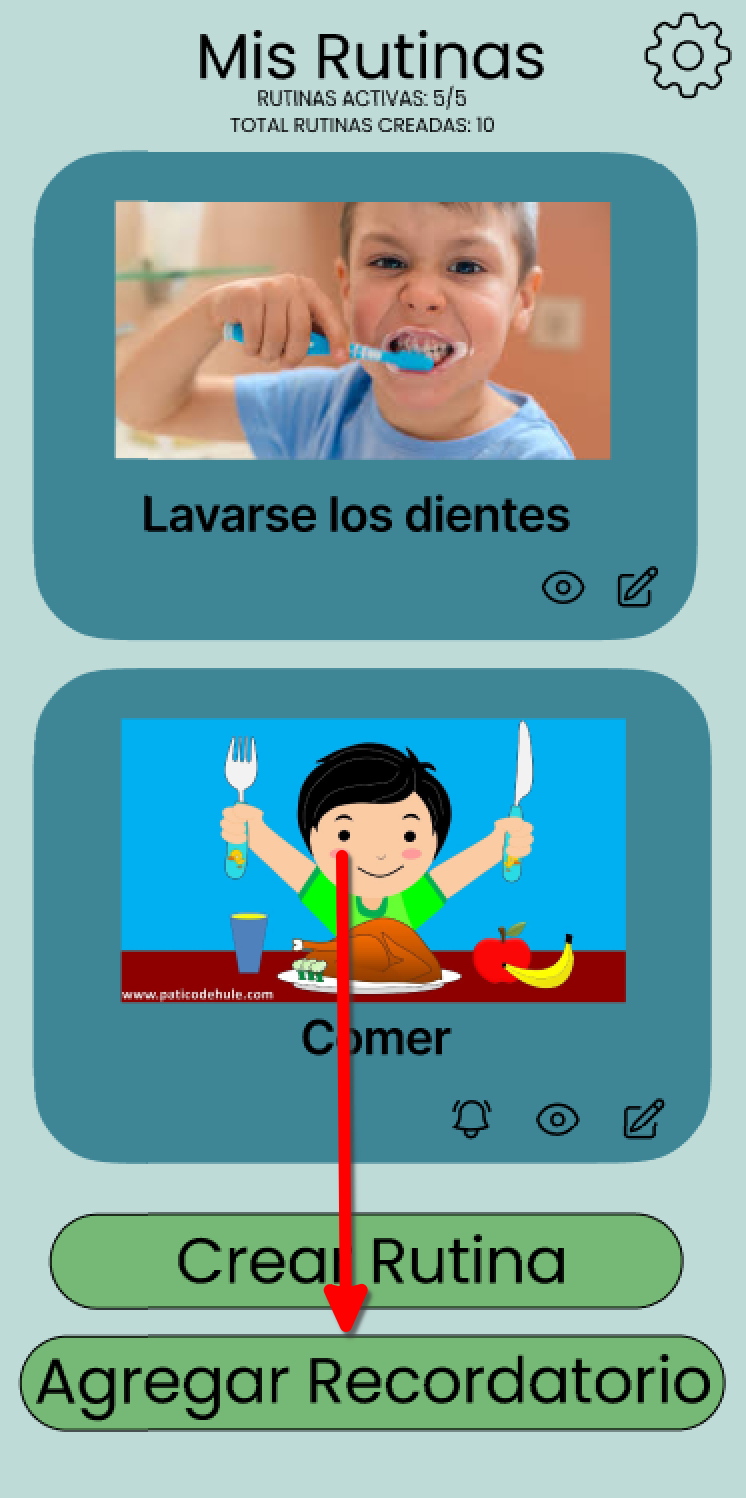 Mis Rutinas
RUTINAS ACTIVAS: 5/5
TOTAL RUTINAS CREADAS: 10
Lavarse los dientes
www.paticodehule.com
Comer
Crear Rutina
Agregar Recordatorio